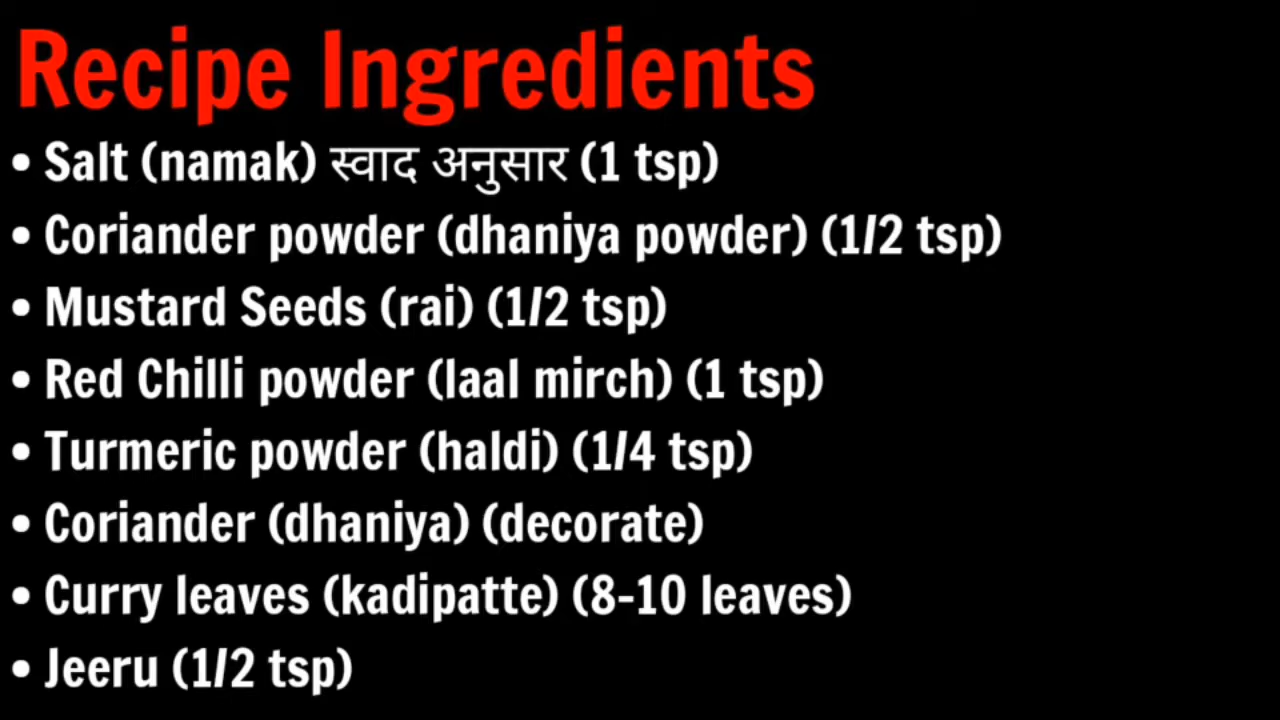 Recipe Ingredients
• Salt (namak) स्वाद अनुसार (1 tsp)
• Coriander powder (dhaniya powder) (1/2 tsp)
• Mustard Seeds (rai) (1/2 tsp)
• Red Chilli powder (laal mirch) (1 tsp)
• Turmeric powder (haldi) (1/4 tsp)
• Coriander (dhaniya) (decorate)
• Curry leaves (kadipatte) (8-10 leaves)
• Jeeru (1/2 tsp)